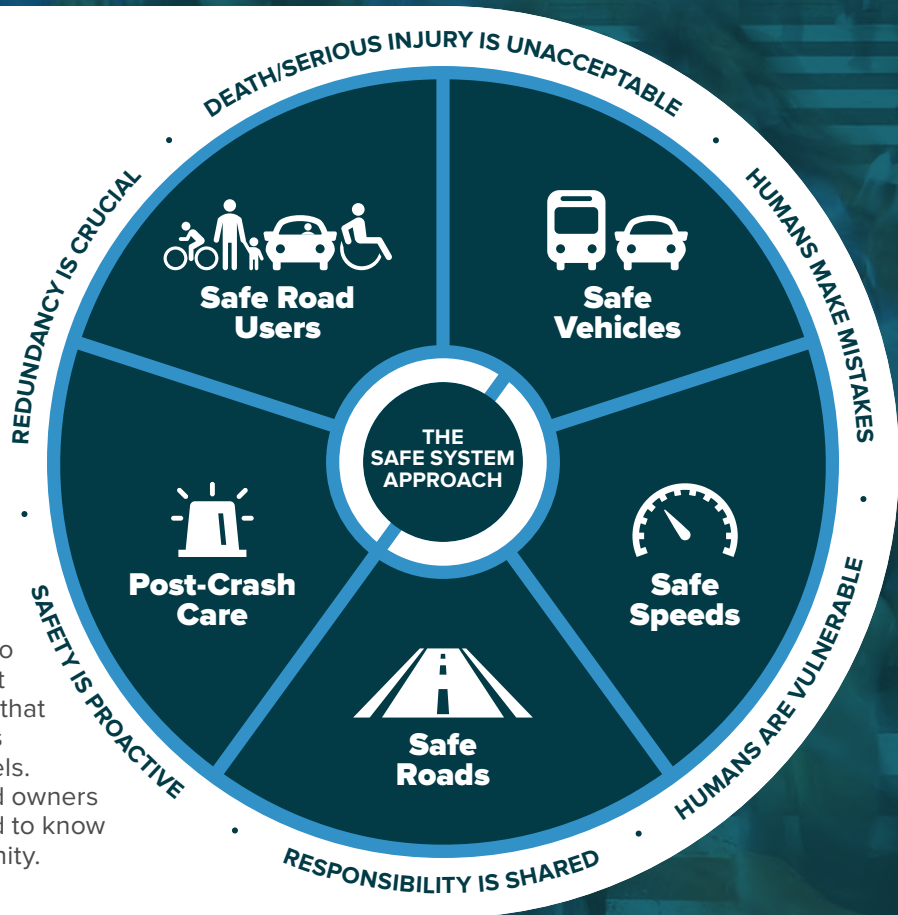 DEATH/SERIOUS INJURY IS UNACCEPTABLE
HUMANS MAKE MISTAKES
HUMANS ARE VULNERABLE
RESPONSIBILITY IS SHARED
SAFETY IS PROACTIVE
REDUNDANCY IS CRUCIAL
Safe Road
Users
Safe
Vehicles
Safe
Speeds
Safe
Roads
Post-Crash
Care
THE
SAFE SYSTEM
APPROACH
that
owners
to know